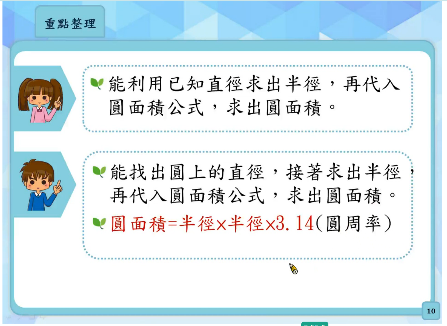 重點整理
能利用已知直徑求出半徑，再代入
圓面積公式，求出圓面積。
能找出圓上的直徑，接著求出半徑，
再代入圓面積公式，求出圓面積。
圓面積=半徑×半徑×3.14(圓周率)
10